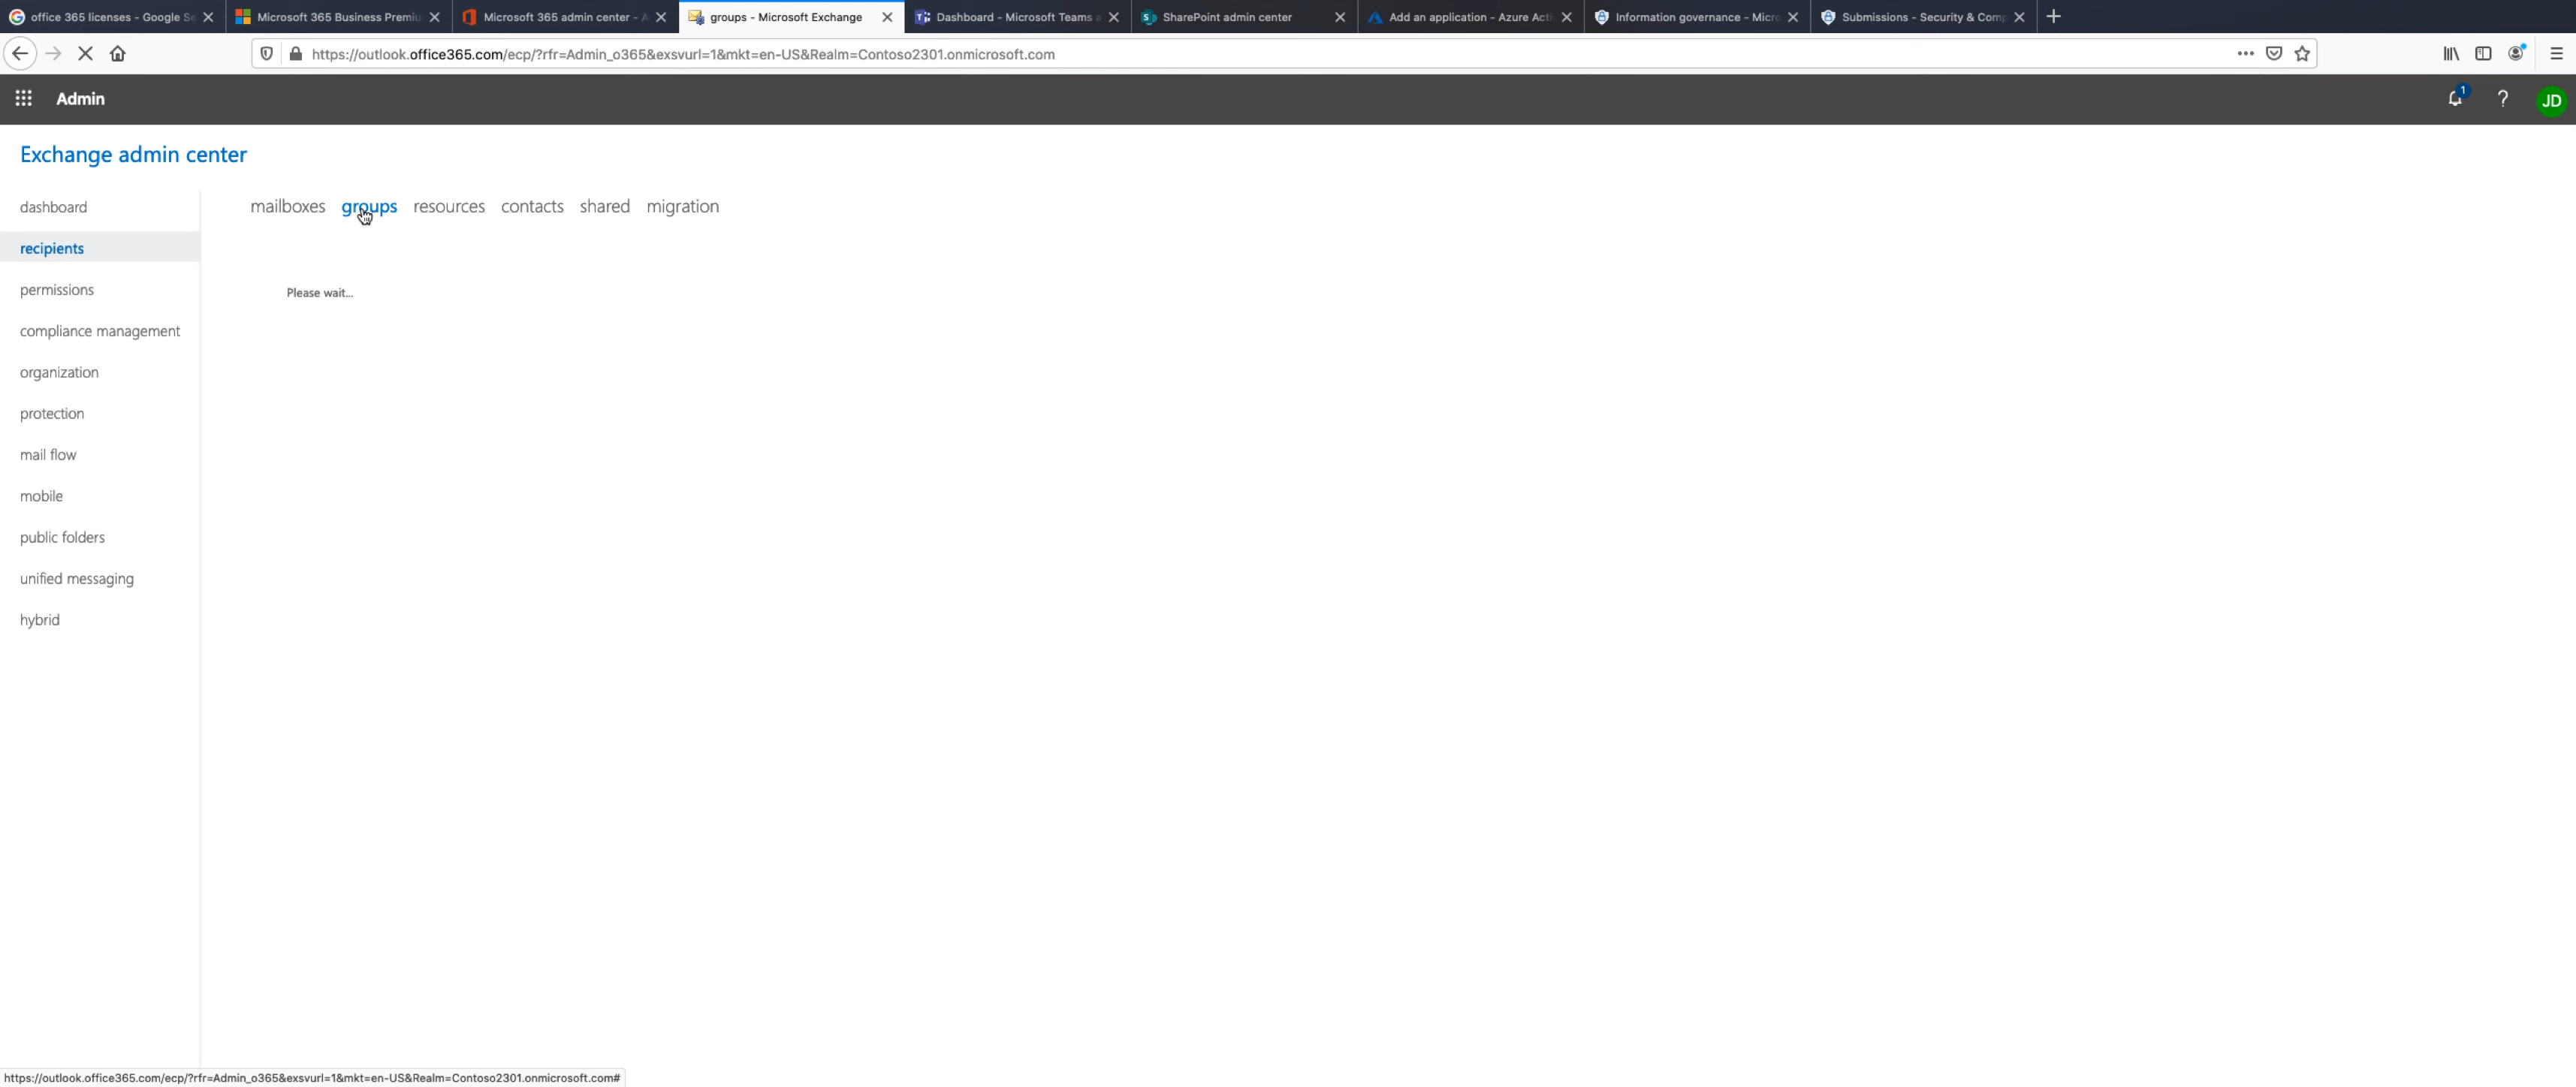 office 365 licenses - Google Se
Microsoft 365 Business Premiu
Microsoft 365 admin center - A
groups - Microsoft Exchange
Dashboard - Microsoft Teams a
SharePoint admin center
Add an application - Azure Acti
Information governance - Micro
Submissions - Security & Comp
https://outlook.office365.com/ecp/?rfr=Admin_o365&exsvurl=1&mkt=en-US&Realm=Contoso2301.onmicrosoft.com
Admin
1
?
JD
Exchange admin center
dashboard
recipients
permissions
compliance management
organization
protection
mail flow
mobile
public folders
unified messaging
hybrid
mailboxes groups resources contacts shared migration
Please wait...
https://outlook.office365.com/ecp/?rfr=Admin_o365&exsvurl=1&mkt=en-US&Realm=Contoso2301.onmicrosoft.com#